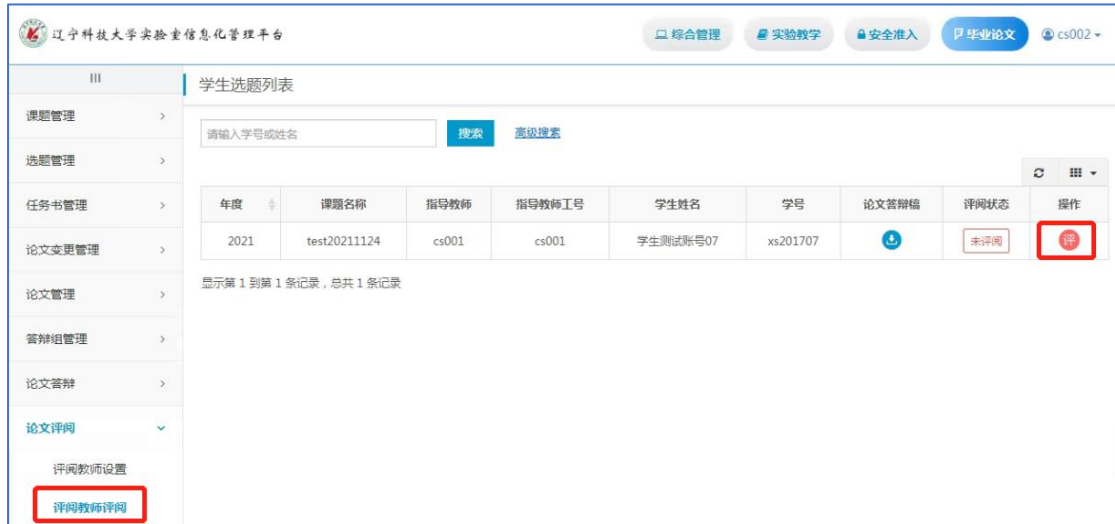 辽宁科技大学实验室信息化管理平台
综合管理
实验教学
安全准入
毕业论文
cs002
学生选题列表
课题管理
选题管理
任务书管理
论文变更管理
论文管理
答辩组管理
论文答辩
论文评阅
评阅教师设置
评阅教师评阅
请输入学号或姓名
搜索
高级搜索
年度 课题名称 指导教师 指导教师工号 学生姓名 学号 论文答辩稿 评阅状态 操作
2021 test20211124 cs001 cs001 学生测试账号07 xs201707 未评阅 评
显示第 1 到第 1 条记录，总共 1 条记录